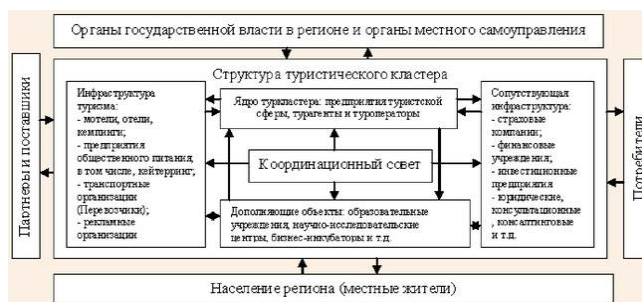 Органы государственной власти в регионе и органы местного самоуправления
Партнеры и поставщики
Структура туристического кластера
Инфраструктура
туризма:
- мотели, отели,
кемпинги;
- предприятия
общественного питания,
в том числе, кейтерринг;
- транспортные
организации
(Перевозчики);
- рекламные
организации
Ядро туркластера: предприятия туристской
сферы, турагенты и туроператоры
Координационный совет
Дополняющие объекты: образовательные
учреждения, научно-исследовательские
центры, бизнес-инкубаторы и т.д.
Сопутствующая
инфраструктура:
- страховые
компании;
- финансовые
учреждения;
- инвестиционные
предприятия
- юридические,
консультационные
, консалтинговые
и т.д.
Потребители
Население региона (местные жители)